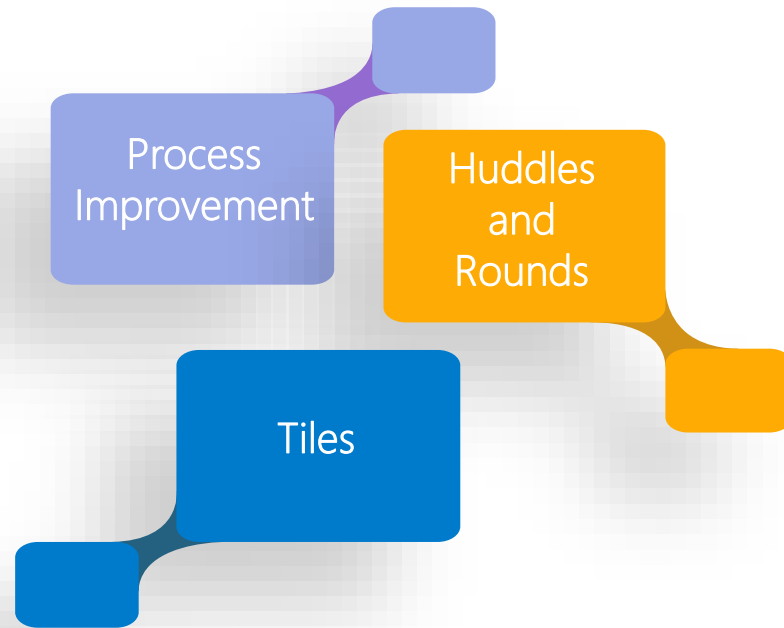 Process
Improvement
Huddles
and
Rounds
Tiles